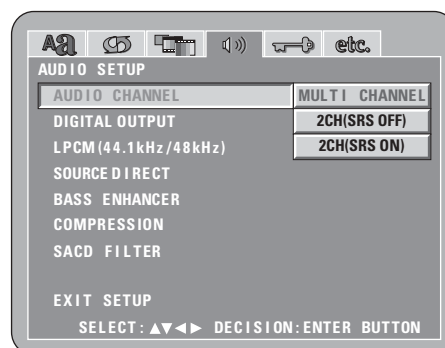 Aa etc.
AUDIO SETUP
AUDIO CHANNEL MULTI CHANNEL
DIGITAL OUTPUT 2CH(SRS OFF)
LPCM(44.1kHz/48kHz) 2CH(SRS ON)
SOURCE DIRECT
BASS ENHANCER
COMPRESSION
SACD FILTER
EXIT SETUP
SELECT:▲▼◀▶ DECISION:ENTER BUTTON